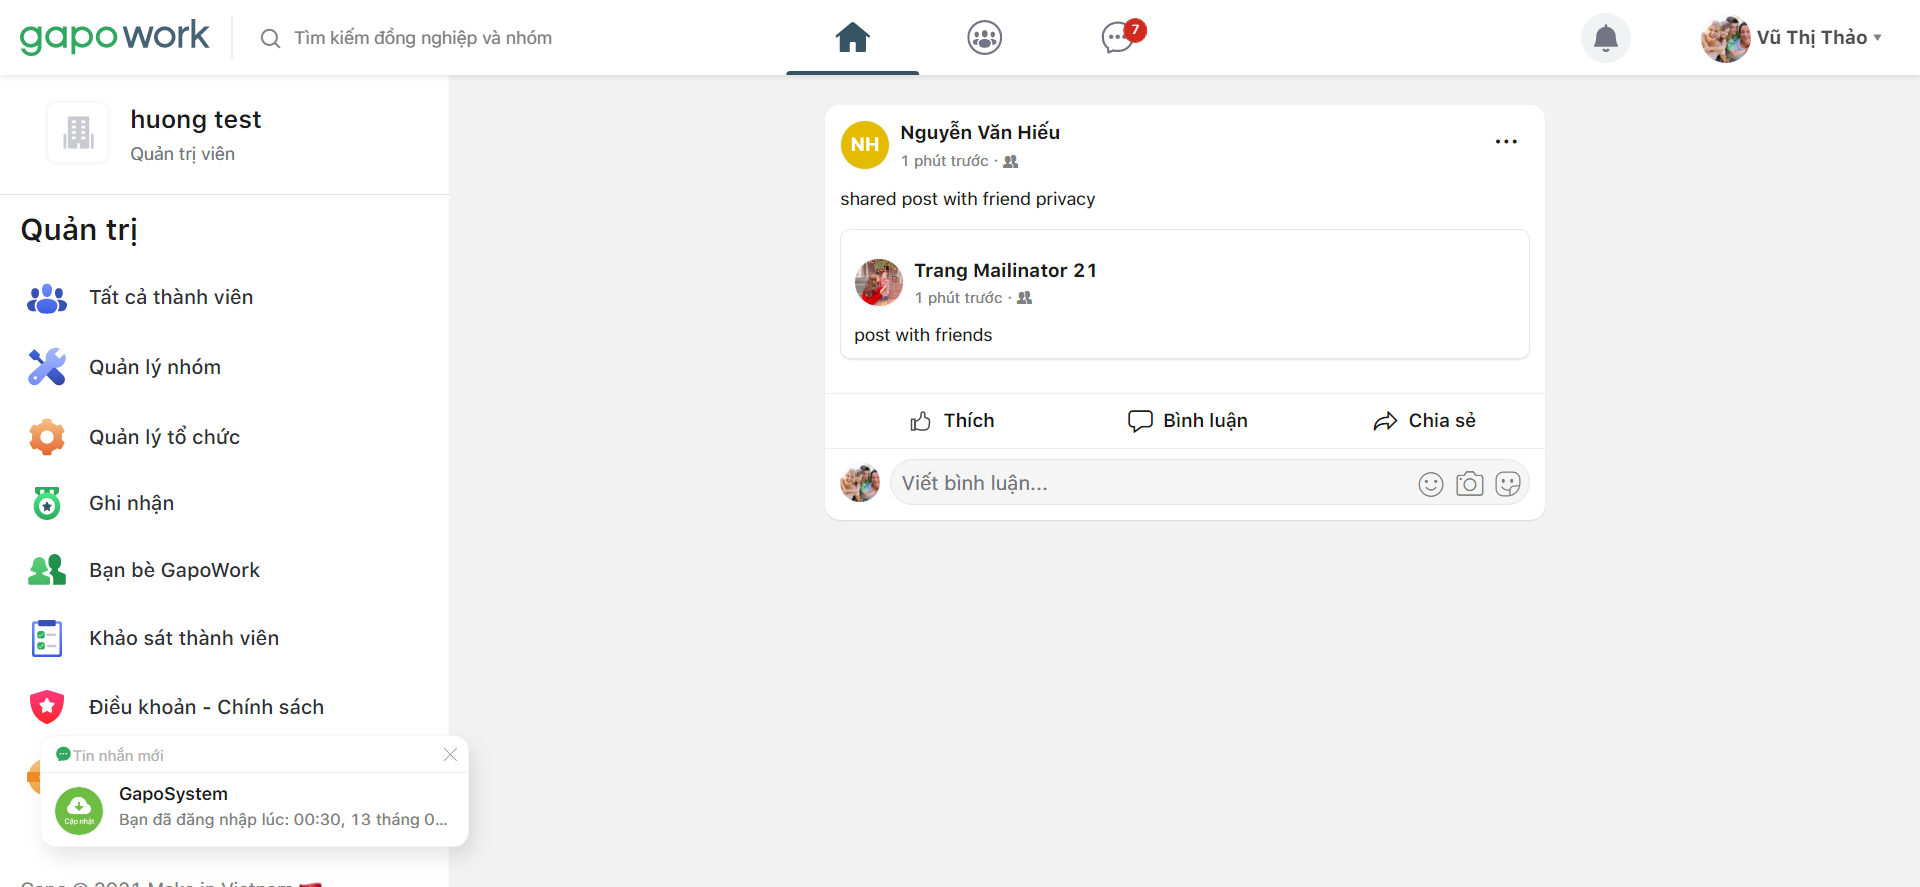 gapowork
Tìm kiếm đồng nghiệp và nhóm
7
Vũ Thị Thảo
huong test
Quản trị viên
Quản trị
Tất cả thành viên
Quản lý nhóm
Quản lý tổ chức
Ghi nhận
Bạn bè GapoWork
Khảo sát thành viên
Điều khoản - Chính sách
Tin nhắn mới
GapoSystem
Cập nhật
Bạn đã đăng nhập lúc: 00:30, 13 tháng 0...
Gapo © 2021 Make in Vietnam
NH
Nguyễn Văn Hiếu
1 phút trước ·
shared post with friend privacy
Trang Mailinator 21
1 phút trước ·
post with friends
Thích
Bình luận
Chia sẻ
Viết bình luận...